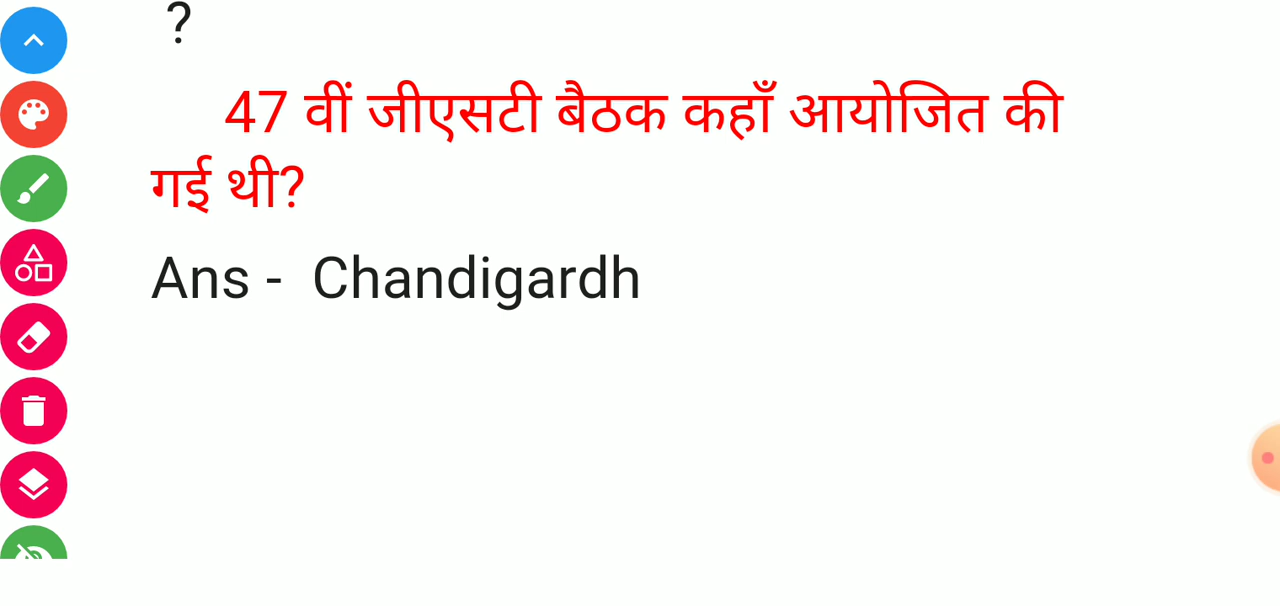 ?
47 वीं जीएसटी बैठक कहाँ आयोजित की
गई थी?
Ans - Chandigardh